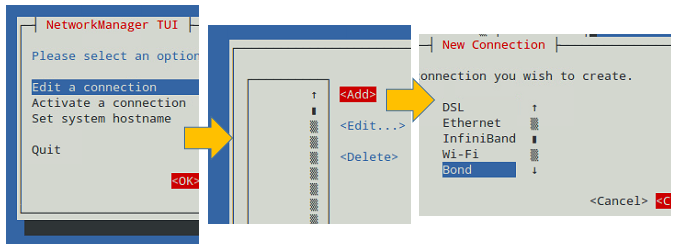 NetworkManager TUI
Please select an option
Edit a connection
Activate a connection
Set system hostname
Quit
<OK>
<Add>
<Edit...>
<Delete>
New Connection
onnection you wish to create.
DSL
Ethernet
InfiniBand
Wi-Fi
Bond
<Cancel> <C